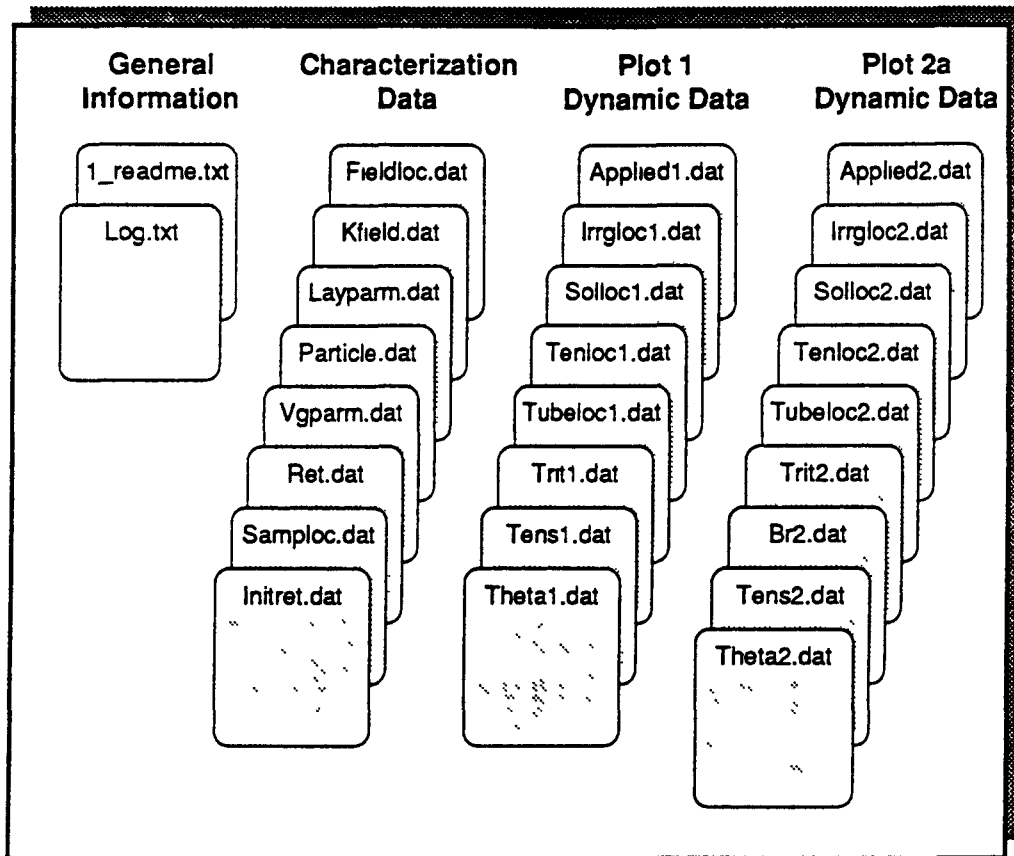 General
Information
1_readme.txt
Log.txt
Characterization
Data
Fieldloc.dat
Kfield.dat
Layparm.dat
Particle.dat
Vgparm.dat
Ret.dat
Samploc.dat
Initret.dat
Plot 1
Dynamic Data
Applied1.dat
Irrgloc1.dat
Solloc1.dat
Tenloc1.dat
Tubeloc1.dat
Trit1.dat
Tens1.dat
Theta1.dat
Plot 2a
Dynamic Data
Applied2.dat
Irrgloc2.dat
Solloc2.dat
Tenloc2.dat
Tubeloc2.dat
Trit2.dat
Br2.dat
Tens2.dat
Theta2.dat